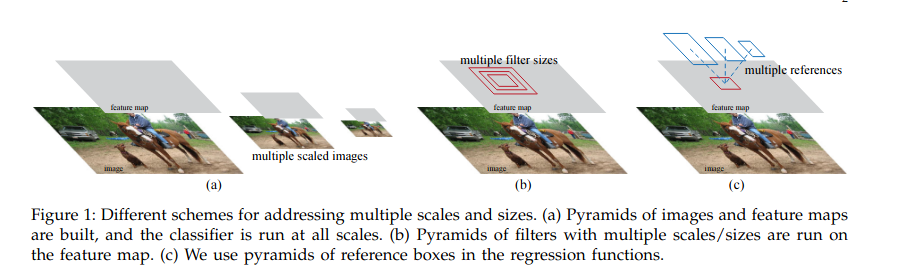 multiple filter sizes
multiple references
feature map
feature map
feature map
multiple scaled images
image
image
image
(a)
(b)
(c)
Figure 1: Different schemes for addressing multiple scales and sizes. (a) Pyramids of images and feature maps
are built, and the classifier is run at all scales. (b) Pyramids of filters with multiple scales/sizes are run on
the feature map. (c) We use pyramids of reference boxes in the regression functions.